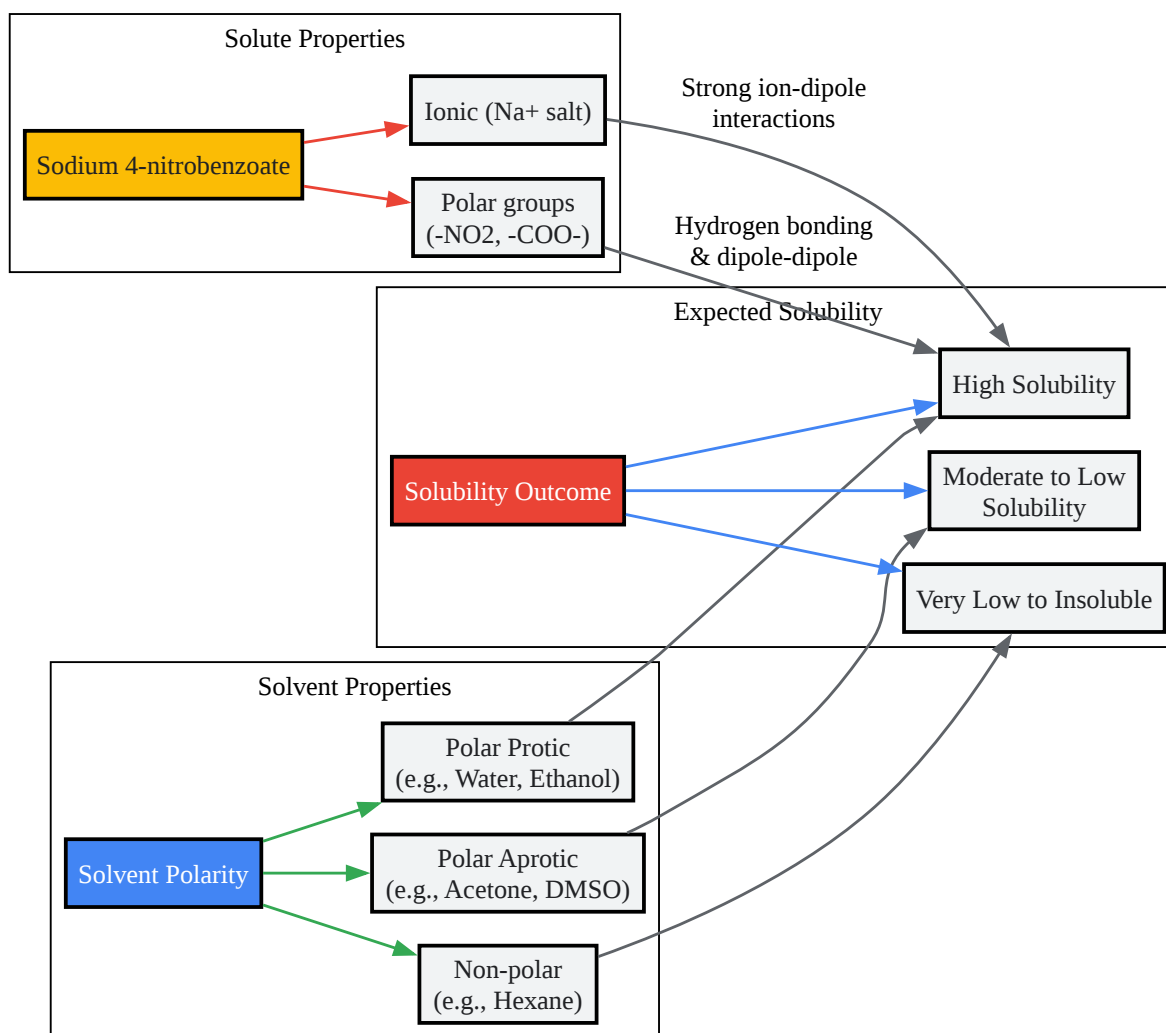 Solute Properties
Sodium 4-nitrobenzoate
Ionic (Na+ salt)
Polar groups
(-NO2, -COO-)
Strong ion-dipole
interactions
Hydrogen bonding
& dipole-dipole
Expected Solubility
Solubility Outcome
High Solubility
Moderate to Low
Solubility
Very Low to Insoluble
Solvent Properties
Solvent Polarity
Polar Protic
(e.g., Water, Ethanol)
Polar Aprotic
(e.g., Acetone, DMSO)
Non-polar
(e.g., Hexane)